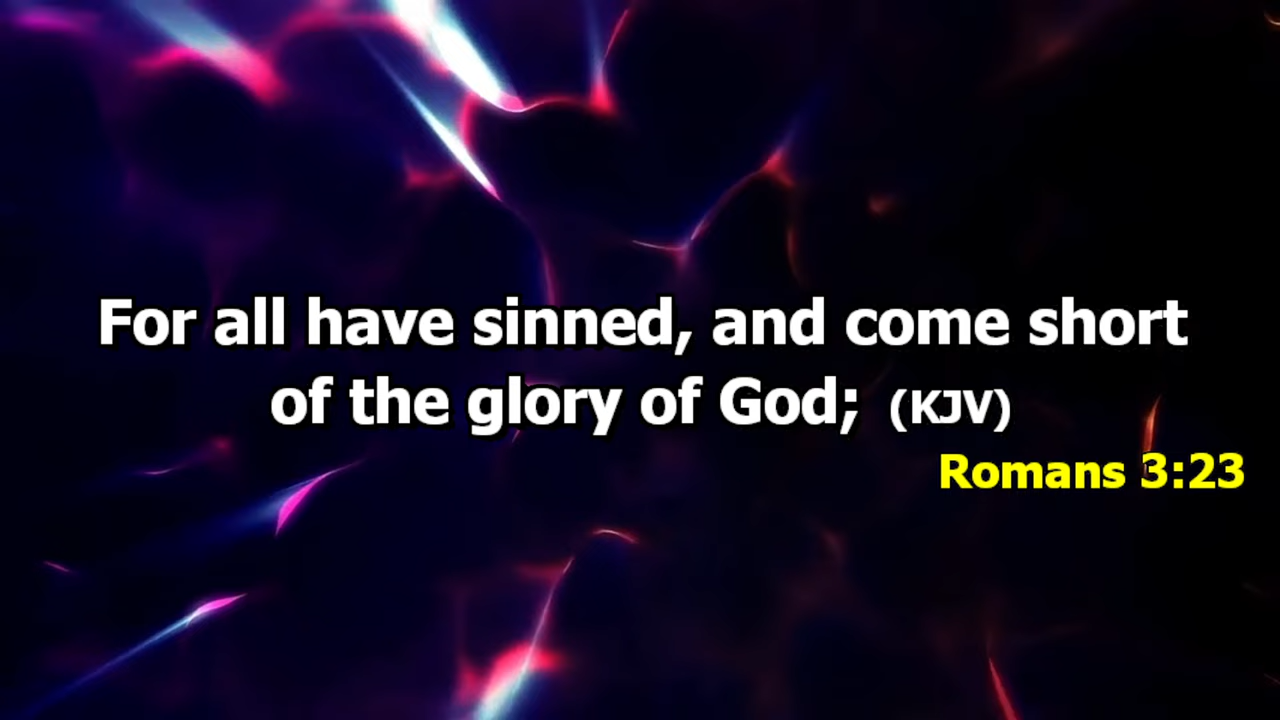 For all have sinned, and come short
of the glory of God; (KJV)
Romans 3:23